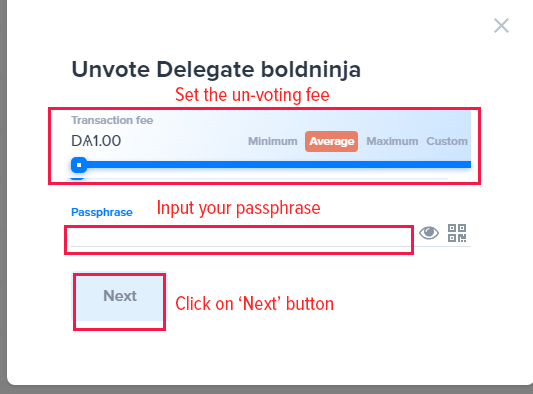 Unvote Delegate boldninja
Set the un-voting fee
Transaction fee
DѦ1.00
Minimum Average Maximum Custom
Passphrase
Input your passphrase
Next
Click on ‘Next’ button